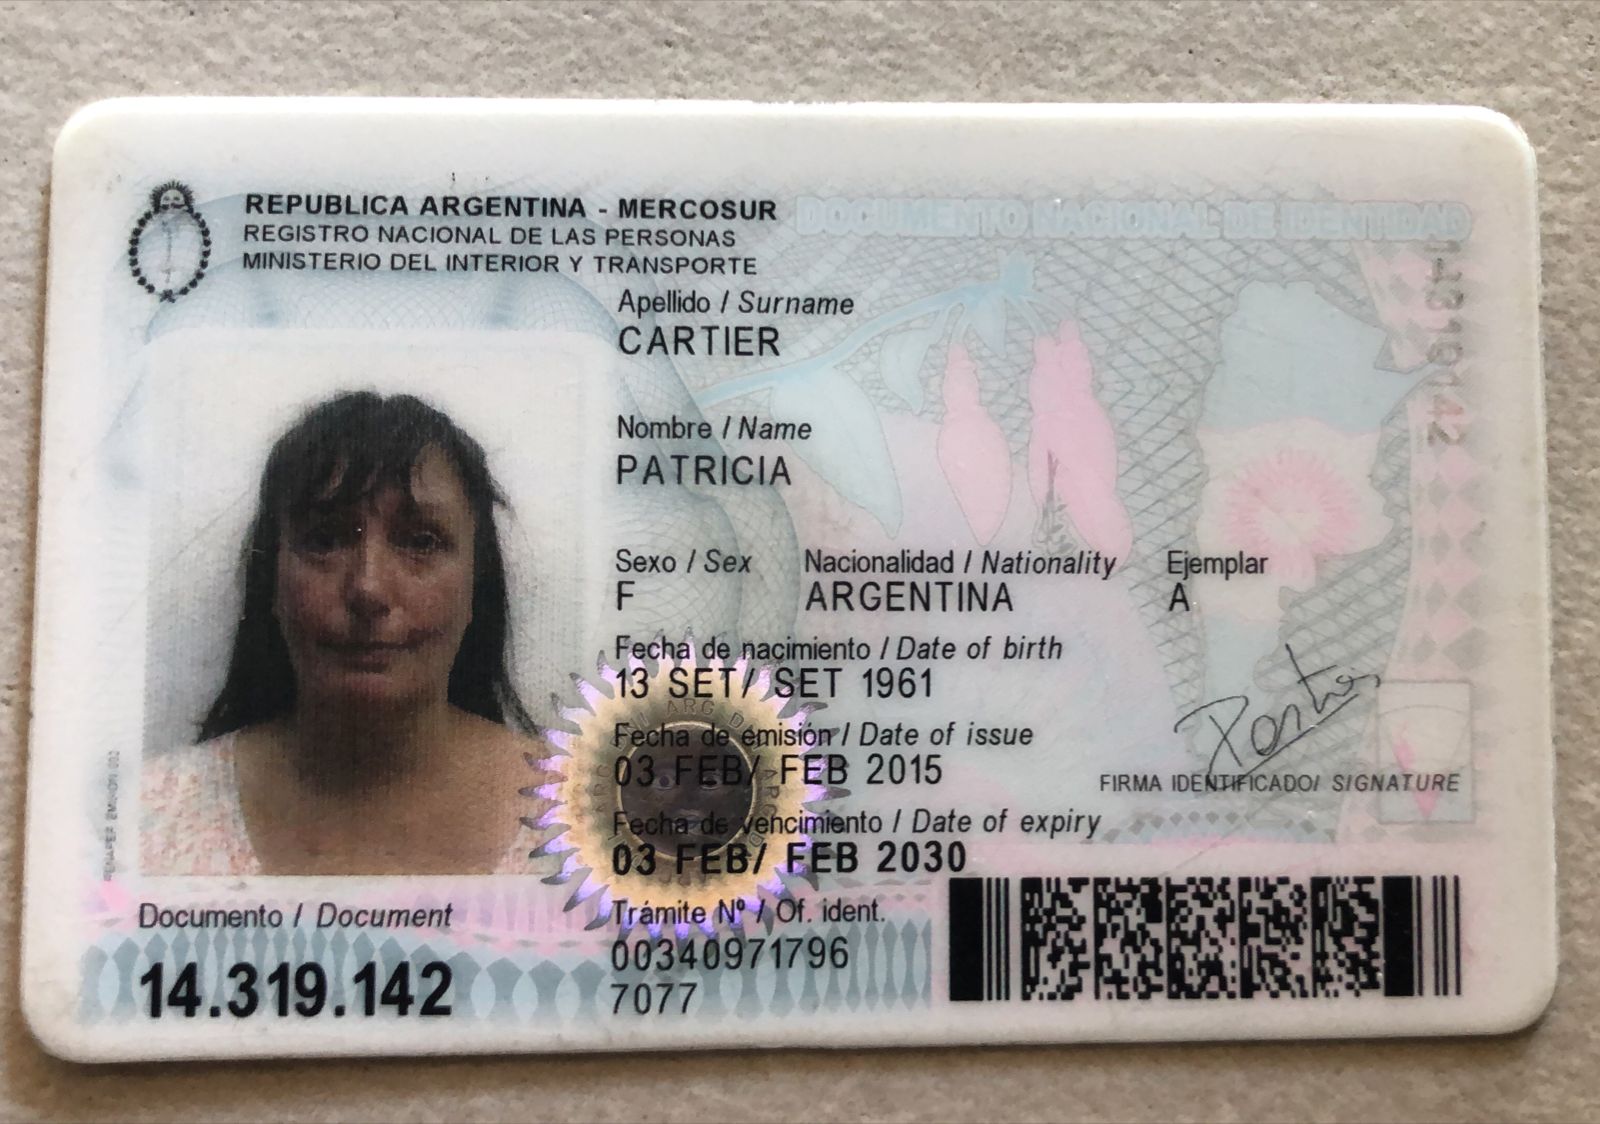 REPUBLICA ARGENTINA - MERCOSUR
DOCUMENTO NACIONAL DE IDENTIDAD
REGISTRO NACIONAL DE LAS PERSONAS
MINISTERIO DEL INTERIOR Y TRANSPORTE
Apellido / Surname
CARTIER
Nombre / Name
PATRICIA
Sexo / Sex Nacionalidad / Nationality Ejemplar
F ARGENTINA A
Fecha de nacimiento / Date of birth
13 SET/ SET 1961
Fecha de emisión / Date of issue
03 FEB/ FEB 2015
FIRMA IDENTIFICADO/ SIGNATURE
Fecha de vencimiento / Date of expiry
03 FEB/ FEB 2030
Documento / Document
14.319.142
Trámite Nº / Of. ident.
00340971796
7077